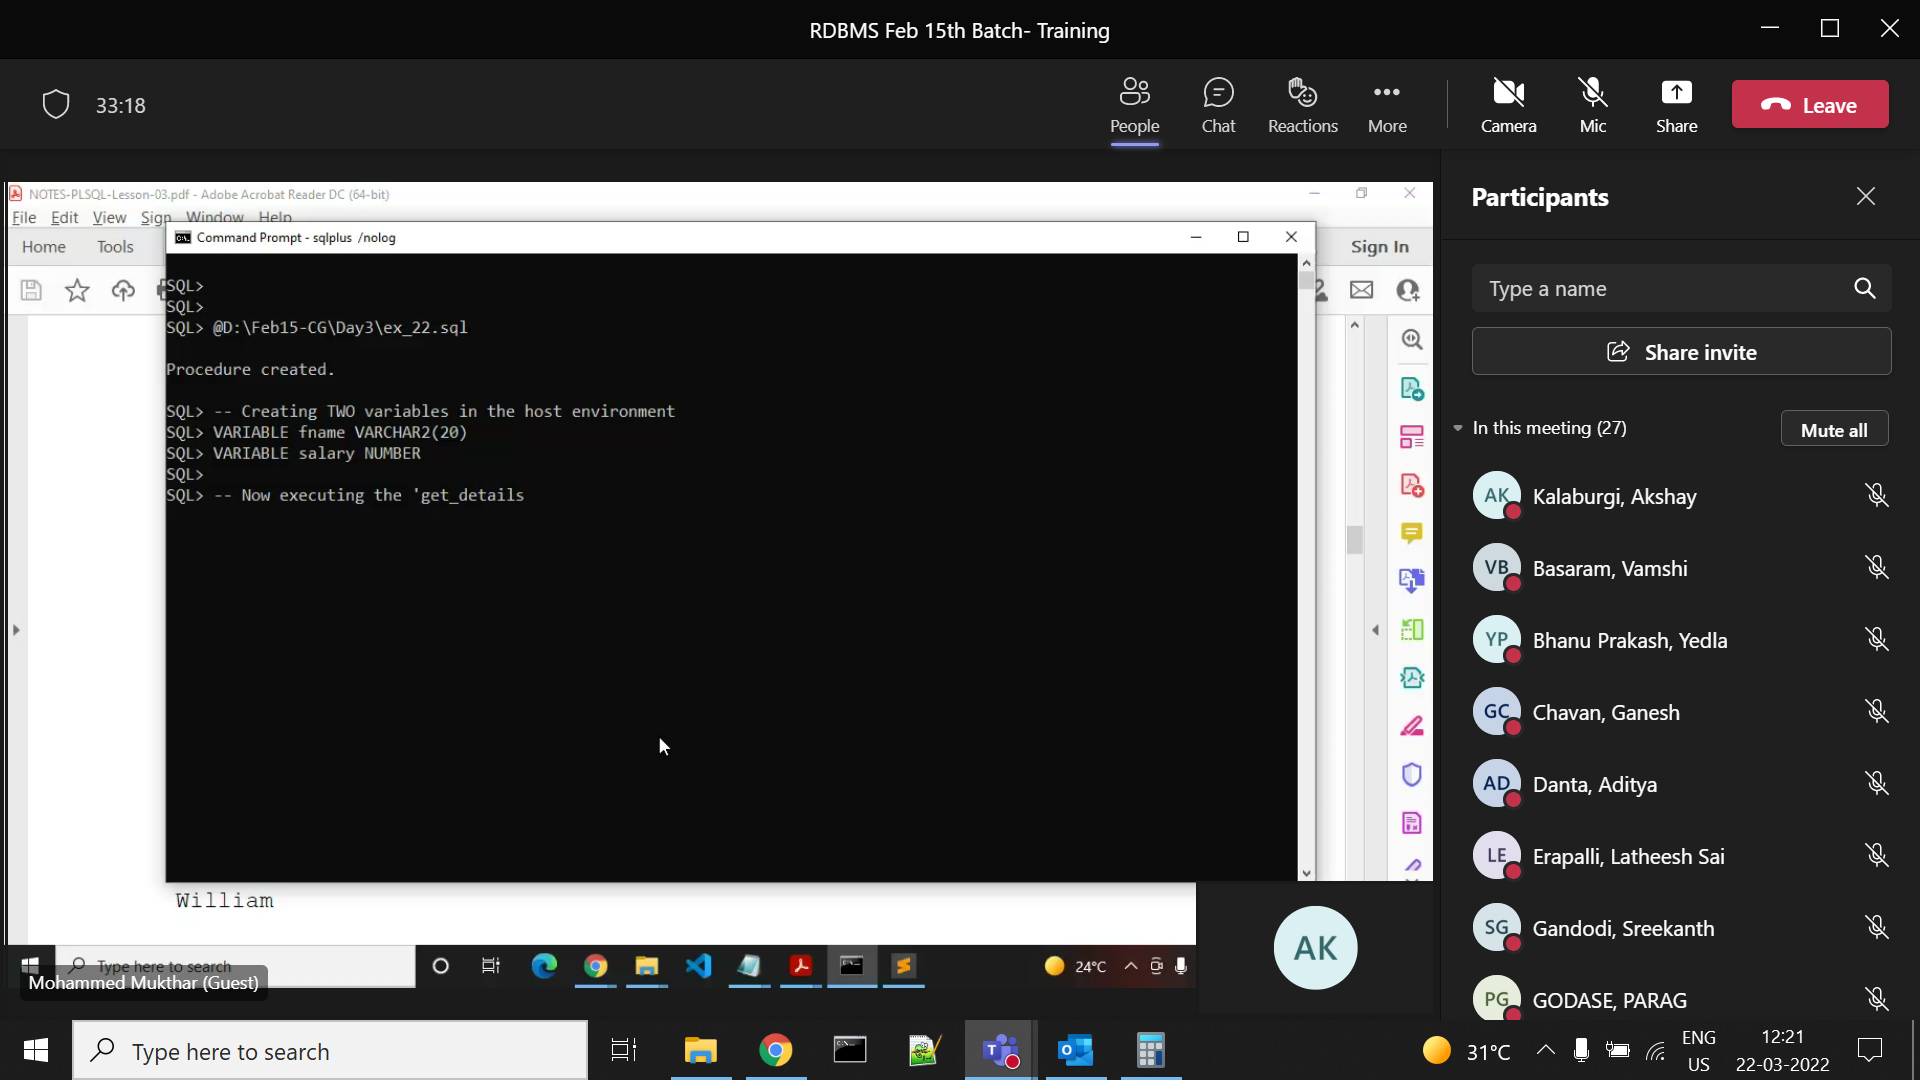 RDBMS Feb 15th Batch- Training
33:18
People
Chat
Reactions
More
Camera
Mic
Share
Leave
NOTES-PLSQL-Lesson-03.pdf - Adobe Acrobat Reader DC (64-bit)
File Edit View Sign Window Help
Home Tools
Sign In
Command Prompt - sqlplus /nolog
SQL>
SQL>
SQL> @D:\Feb15-CG\Day3\ex_22.sql
Procedure created.
SQL> -- Creating TWO variables in the host environment
SQL> VARIABLE fname VARCHAR2(20)
SQL> VARIABLE salary NUMBER
SQL>
SQL> -- Now executing the 'get_details
William
Type here to search
24°C
Mohammed Mukthar (Guest)
AK
Participants
Type a name
Share invite
In this meeting (27)
Mute all
AK Kalaburgi, Akshay
VB Basaram, Vamshi
YP Bhanu Prakash, Yedla
GC Chavan, Ganesh
AD Danta, Aditya
LE Erapalli, Latheesh Sai
SG Gandodi, Sreekanth
PG GODASE, PARAG
Type here to search
31°C
ENG
US
12:21
22-03-2022